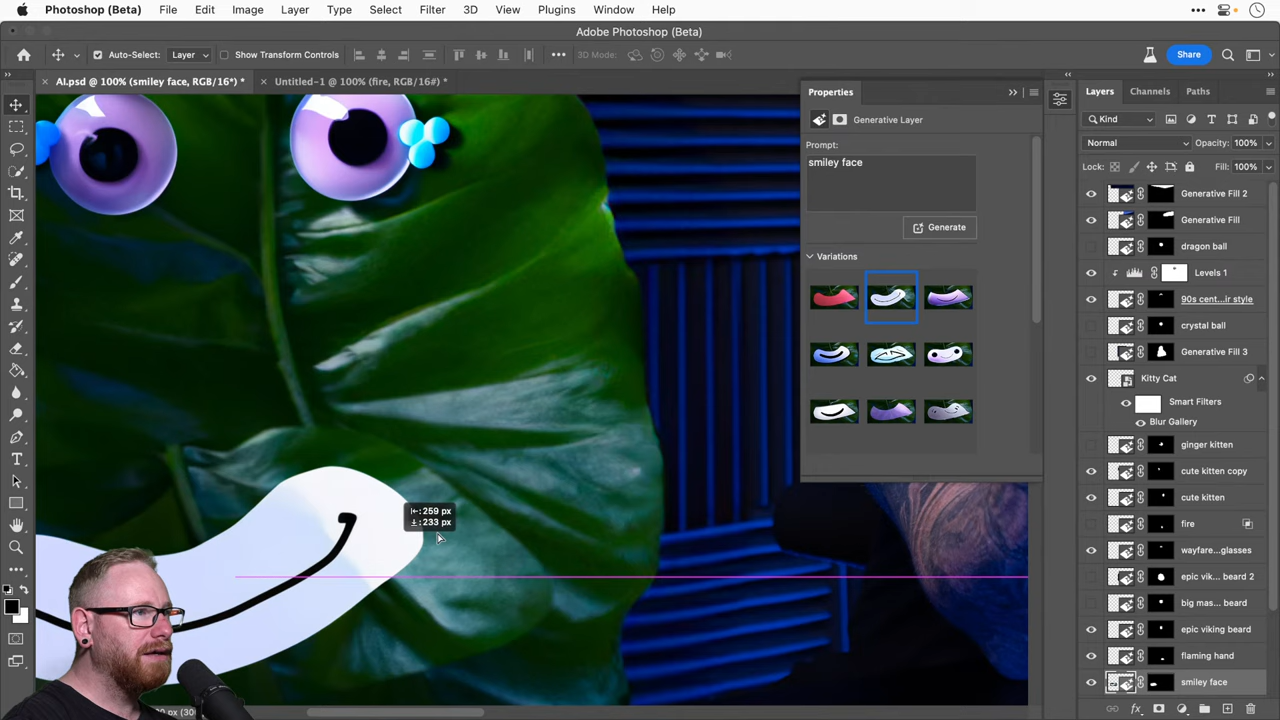 Photoshop (Beta) File Edit Image Layer Type Select Filter 3D View Plugins Window Help
Adobe Photoshop (Beta)
Auto-Select: Layer Show Transform Controls 3D Mode: Share
AI.psd @ 100% (smiley face, RGB/16*) * Untitled-1 @ 100% (fire, RGB/16#) *
Properties
Generative Layer
Prompt:
smiley face
Generate
Variations
259 px
233 px
Layers Channels Paths
Kind
Normal Opacity: 100%
Lock: Fill: 100%
Generative Fill 2
Generative Fill
dragon ball
Levels 1
90s cent...ir style
crystal ball
Generative Fill 3
Kitty Cat
Smart Filters
Blur Gallery
ginger kitten
cute kitten copy
cute kitten
fire
wayfare...glasses
epic vik... beard 2
big mas... beard
epic viking beard
flaming hand
smiley face
fx